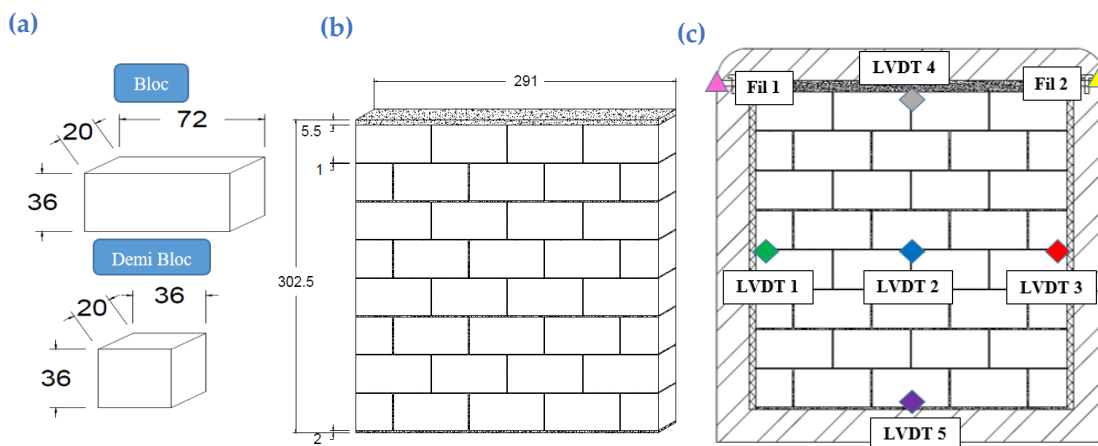 (a)
Bloc
20
72
36
Demi Bloc
20
36
36
(b)
291
5.5
1
302.5
2
(c)
LVDT 4
Fil 1
Fil 2
LVDT 1
LVDT 2
LVDT 3
LVDT 5